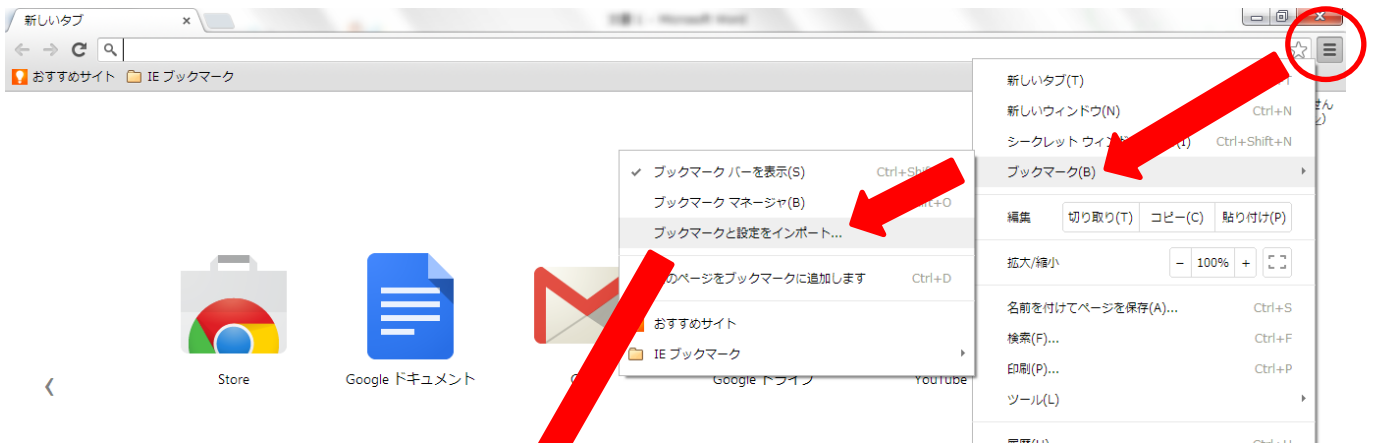 新しいタブ
おすすめサイト IE ブックマーク
新しいタブ(T)
新しいウィンドウ(N) Ctrl+N
シークレット ウィン Ctrl+Shift+N
ブックマーク(B)
編集 切り取り(T) コピー(C) 貼り付け(P)
拡大/縮小 − 100% +
名前を付けてページを保存(A)... Ctrl+S
検索(F)... Ctrl+F
印刷(P)... Ctrl+P
ツール(L)
✓ ブックマーク バーを表示(S)
ブックマーク マネージャ(B)
ブックマークと設定をインポート...
のページをブックマークに追加します Ctrl+D
おすすめサイト
IE ブックマーク
Store
Google ドキュメント
Google ドライブ
YouTube